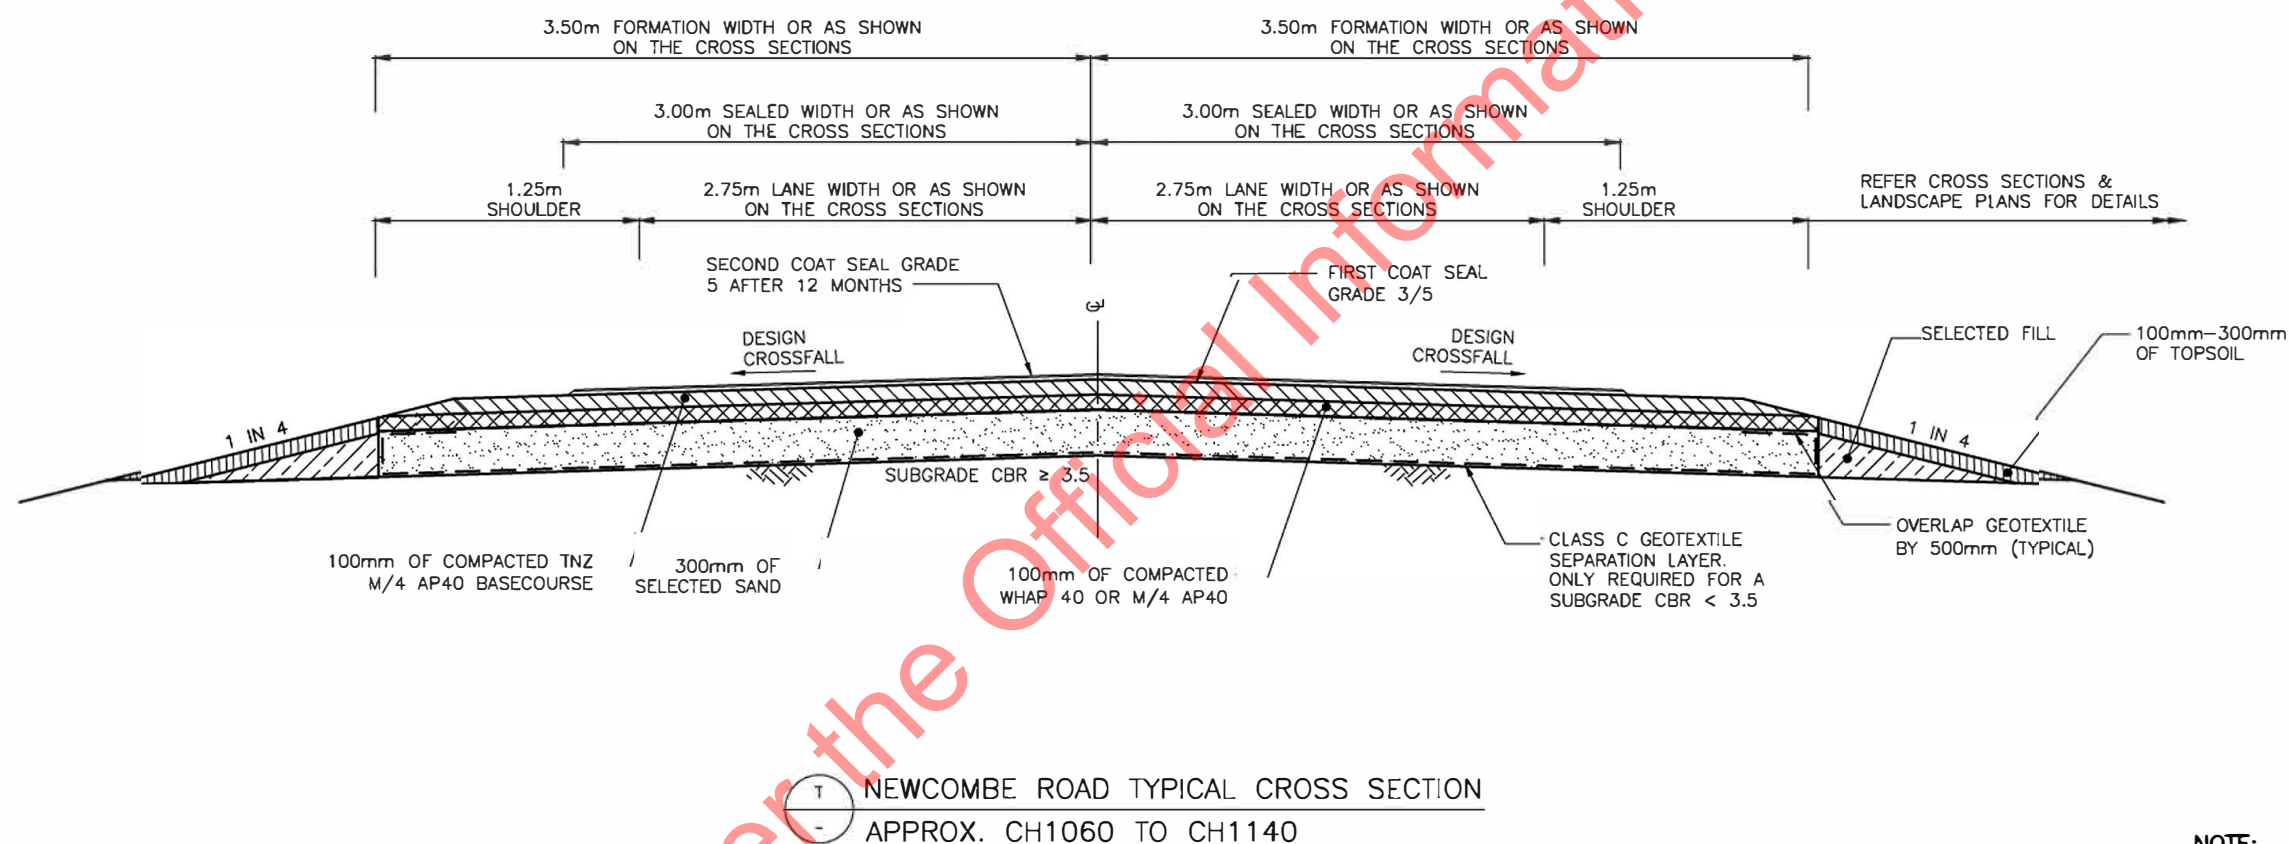 3.50m FORMATION WIDTH OR AS SHOWN
ON THE CROSS SECTIONS
3.50m FORMATION WIDTH OR AS SHOWN
ON THE CROSS SECTIONS
3.00m SEALED WIDTH OR AS SHOWN
ON THE CROSS SECTIONS
3.00m SEALED WIDTH OR AS SHOWN
ON THE CROSS SECTIONS
1.25m
SHOULDER
2.75m LANE WIDTH OR AS SHOWN
ON THE CROSS SECTIONS
2.75m LANE WIDTH OR AS SHOWN
ON THE CROSS SECTIONS
1.25m
SHOULDER
REFER CROSS SECTIONS &
LANDSCAPE PLANS FOR DETAILS
SECOND COAT SEAL GRADE
5 AFTER 12 MONTHS
FIRST COAT SEAL
GRADE 3/5
DESIGN
CROSSFALL
DESIGN
CROSSFALL
SELECTED FILL
100mm-300mm
OF TOPSOIL
1 IN 4
1 IN 4
SUBGRADE CBR ≥ 3.5
100mm OF COMPACTED TNZ
M/4 AP40 BASECOURSE
300mm OF
SELECTED SAND
100mm OF COMPACTED
WHAP 40 OR M/4 AP40
CLASS C GEOTEXTILE
SEPARATION LAYER.
ONLY REQUIRED FOR A
SUBGRADE CBR < 3.5
OVERLAP GEOTEXTILE
BY 500mm (TYPICAL)
T
-
NEWCOMBE ROAD TYPICAL CROSS SECTION
APPROX. CH1060 TO CH1140
NOTE:
the Official Information